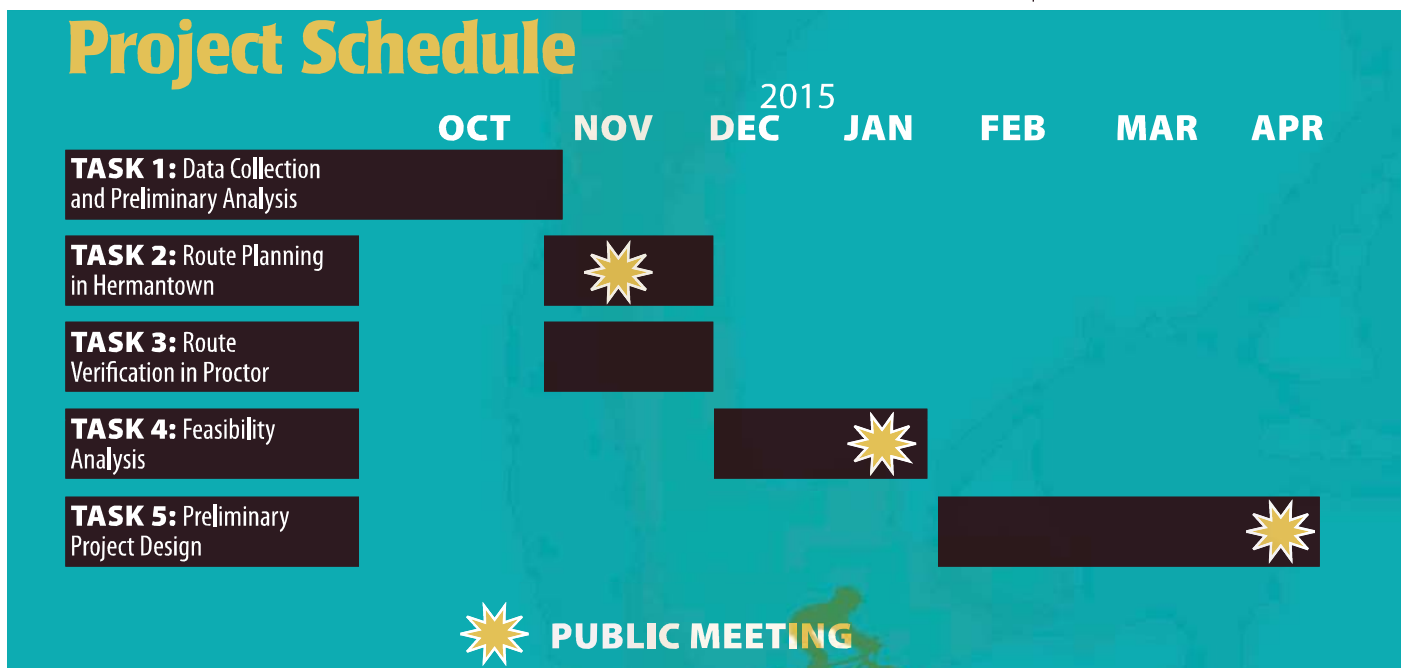 Project Schedule
2015
OCT NOV DEC JAN FEB MAR APR
TASK 1: Data Collection
and Preliminary Analysis
TASK 2: Route Planning
in Hermantown
TASK 3: Route
Verification in Proctor
TASK 4: Feasibility
Analysis
TASK 5: Preliminary
Project Design
PUBLIC MEETING